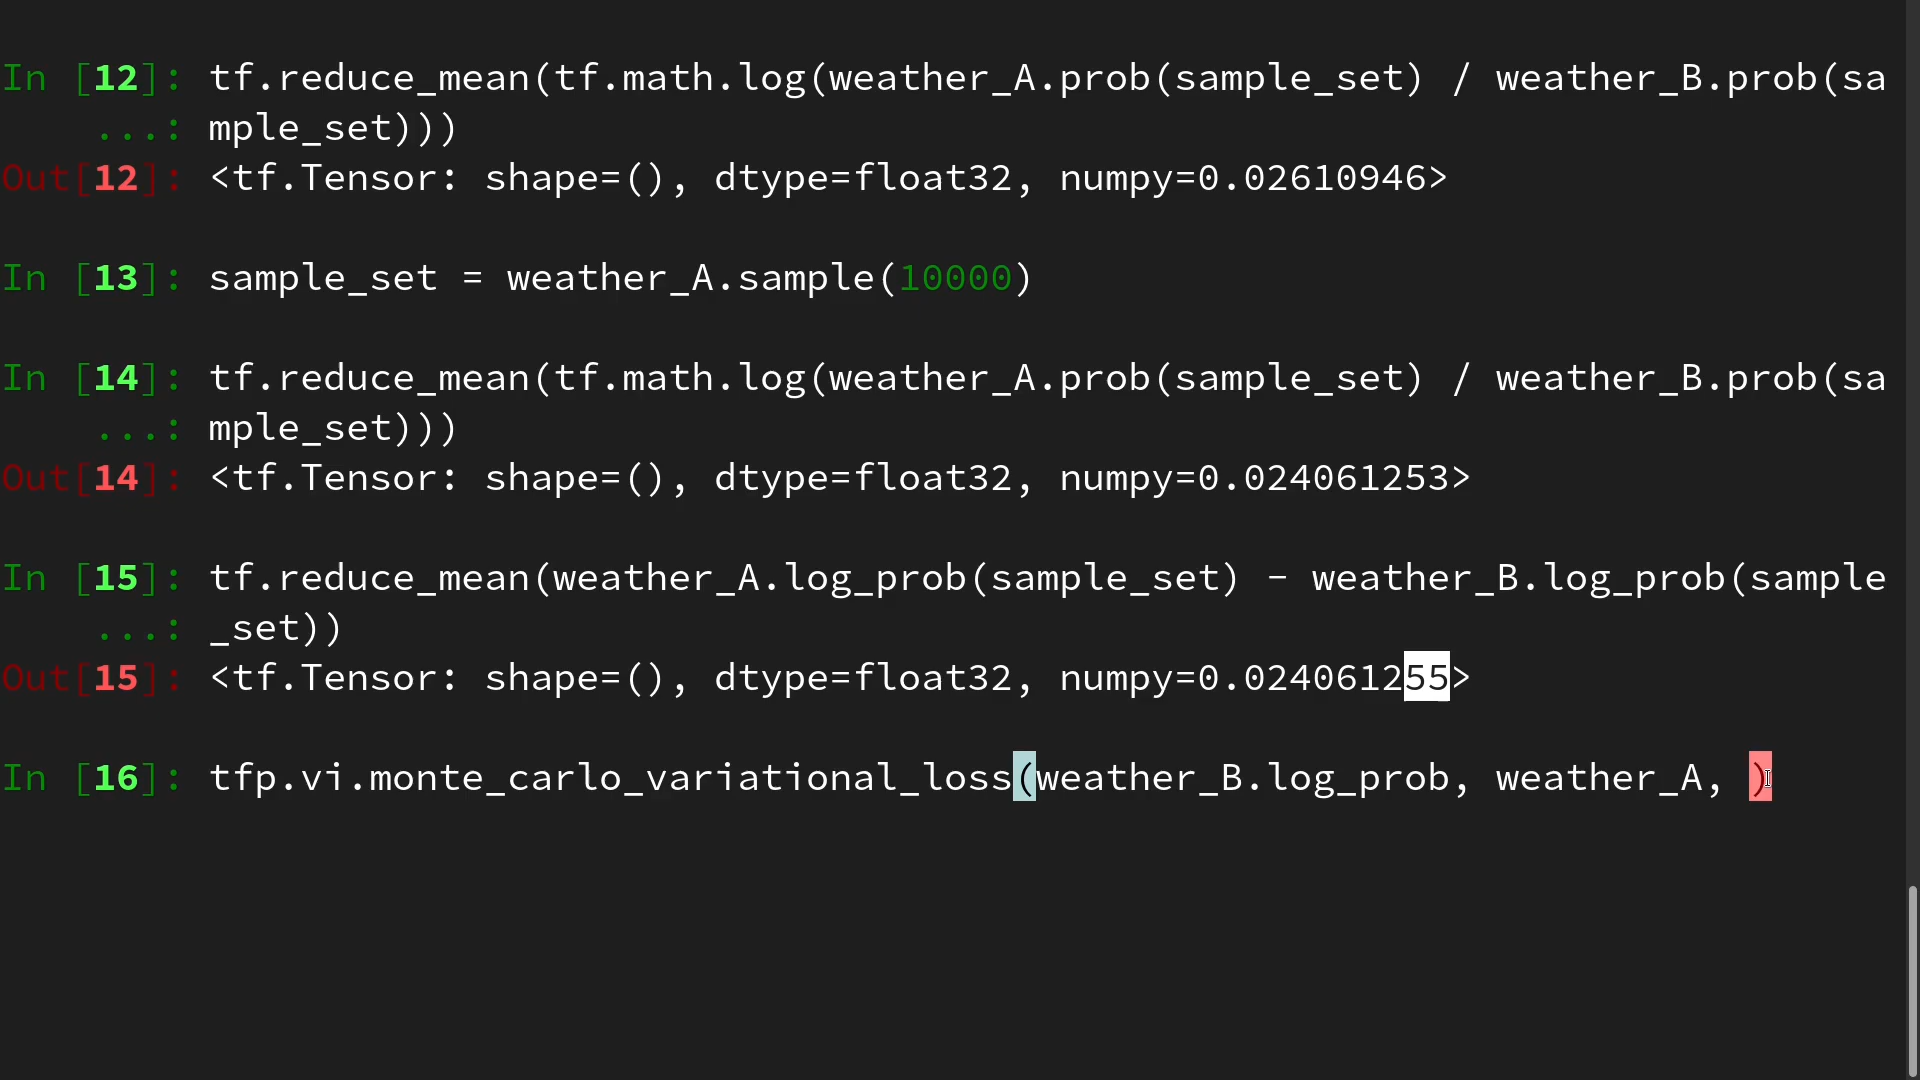 In [12]: tf.reduce_mean(tf.math.log(weather_A.prob(sample_set) / weather_B.prob(sa
...: mple_set)))
Out[12]: <tf.Tensor: shape=(), dtype=float32, numpy=0.02610946>
In [13]: sample_set = weather_A.sample(10000)
In [14]: tf.reduce_mean(tf.math.log(weather_A.prob(sample_set) / weather_B.prob(sa
...: mple_set)))
Out[14]: <tf.Tensor: shape=(), dtype=float32, numpy=0.024061253>
In [15]: tf.reduce_mean(weather_A.log_prob(sample_set) - weather_B.log_prob(sample
...: _set))
Out[15]: <tf.Tensor: shape=(), dtype=float32, numpy=0.024061255>
In [16]: tfp.vi.monte_carlo_variational_loss(weather_B.log_prob, weather_A, )